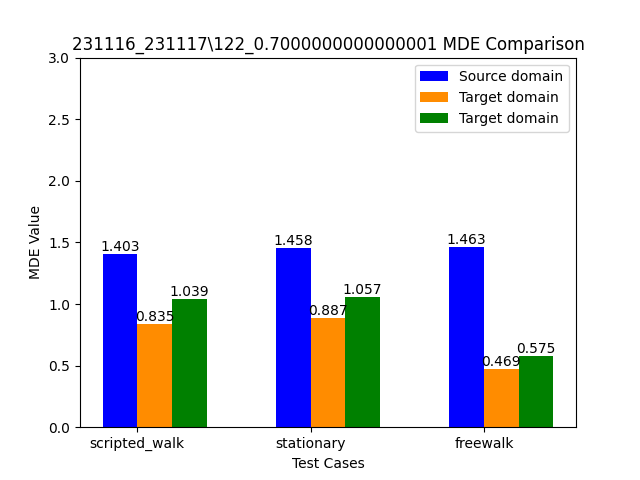 231116_231117\122_0.7000000000000001 MDE Comparison
3.0
2.5
2.0
1.5
1.0
0.5
0.0
MDE Value
Source domain
Target domain
Target domain
1.403
0.835
1.039
1.458
0.887
1.057
1.463
0.469
0.575
scripted_walk
stationary
freewalk
Test Cases